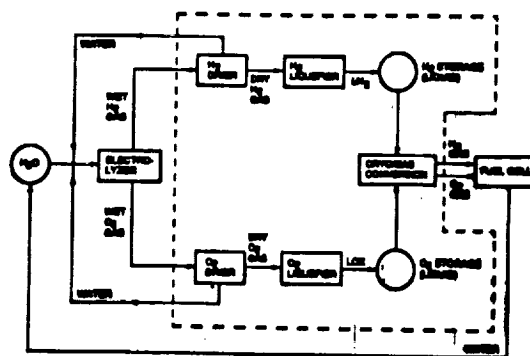 WATER
H2
DRIER
DRY
H2
GAS
H2
LIQUEFIER
LH2
H2 STORAGE
(LIQUID)
WET
H2
GAS
H2O
ELECTRO-
LYZER
CRYOGAS
CONVERSION
H2
GAS
O2
GAS
FUEL CELL
WET
O2
GAS
O2
DRIER
DRY
O2
GAS
O2
LIQUEFIER
LOX
O2 STORAGE
(LIQUID)
WATER
WATER